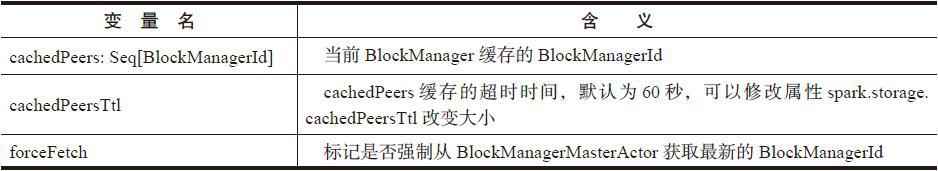 变 量 名 含 义
cachedPeers: Seq[BlockManagerId] 当前 BlockManager 缓存的 BlockManagerId
cachedPeersTtl cachedPeers 缓存的超时时间，默认为 60 秒，可以修改属性 spark.storage.
cachedPeersTtl 改变大小
forceFetch 标记是否强制从 BlockManagerMasterActor 获取最新的 BlockManagerId